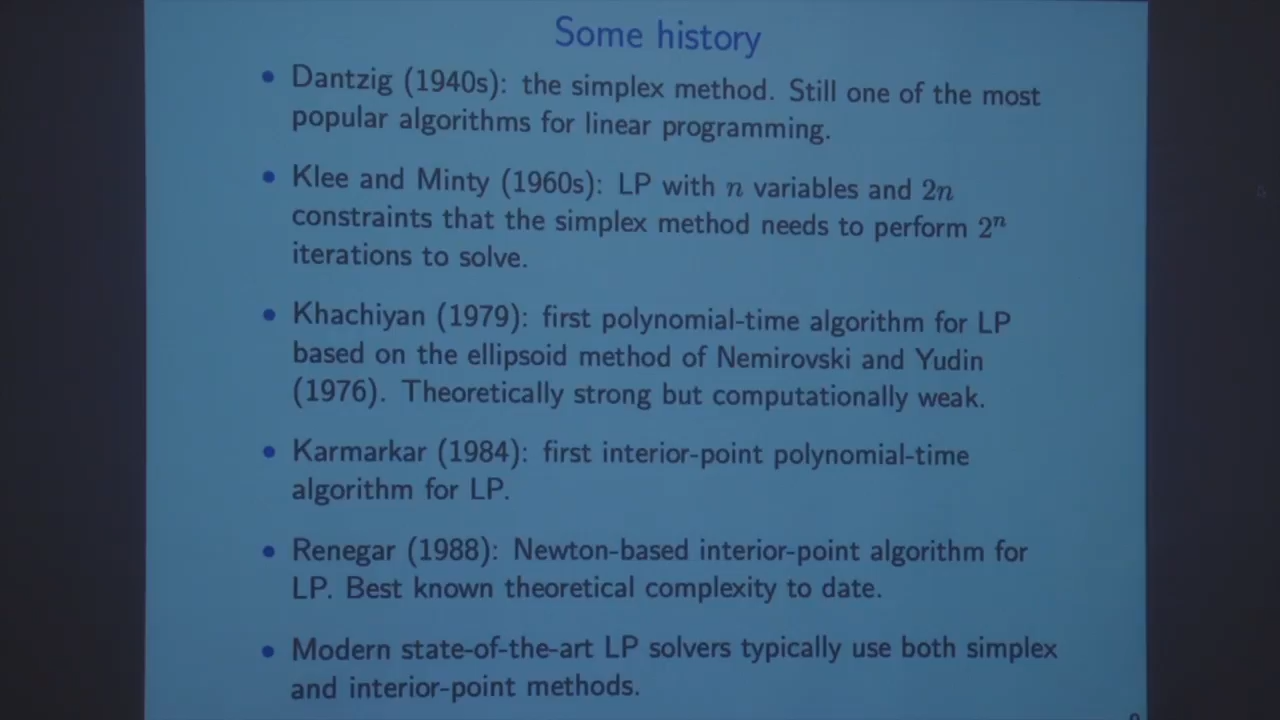 Some history
• Dantzig (1940s): the simplex method. Still one of the most
popular algorithms for linear programming.
• Klee and Minty (1960s): LP with n variables and 2n
constraints that the simplex method needs to perform 2ⁿ
iterations to solve.
• Khachiyan (1979): first polynomial-time algorithm for LP
based on the ellipsoid method of Nemirovski and Yudin
(1976). Theoretically strong but computationally weak.
• Karmarkar (1984): first interior-point polynomial-time
algorithm for LP.
• Renegar (1988): Newton-based interior-point algorithm for
LP. Best known theoretical complexity to date.
• Modern state-of-the-art LP solvers typically use both simplex
and interior-point methods.